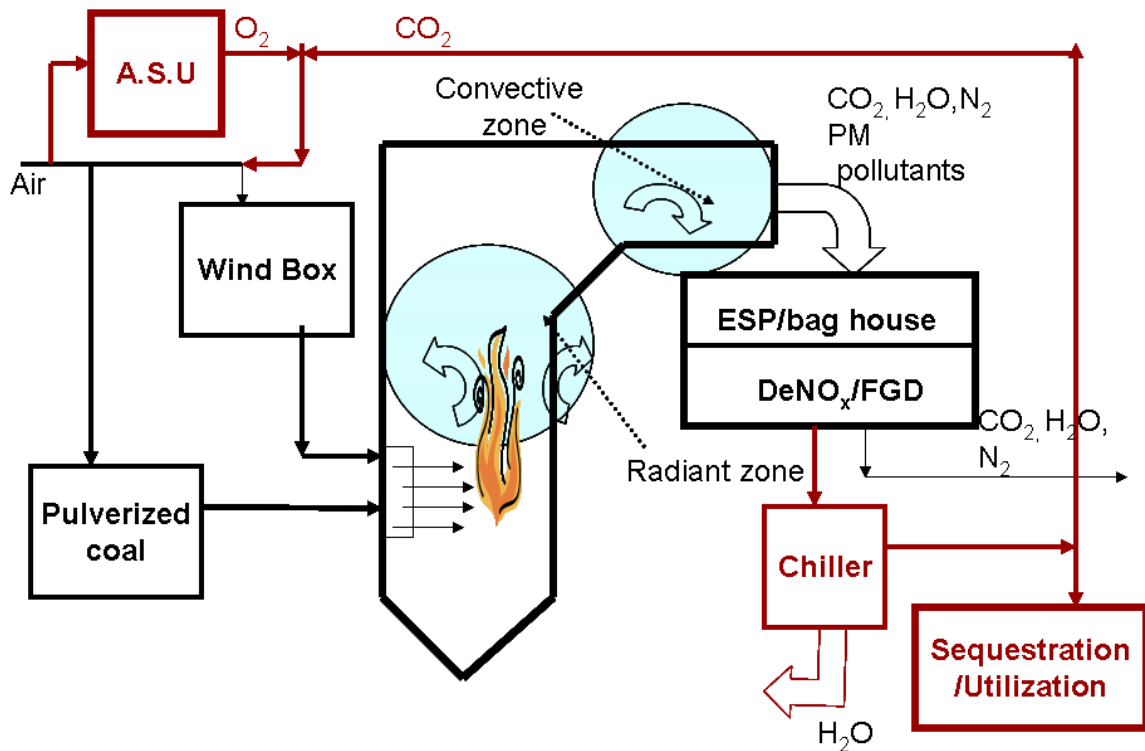 O₂
CO₂
A.S.U
Convective
zone
CO₂, H₂O,N₂
PM
pollutants
Air
Wind Box
ESP/bag house
DeNOₓ/FGD
CO₂, H₂O,
N₂
Radiant zone
Pulverized
coal
Chiller
Sequestration
/Utilization
H₂O